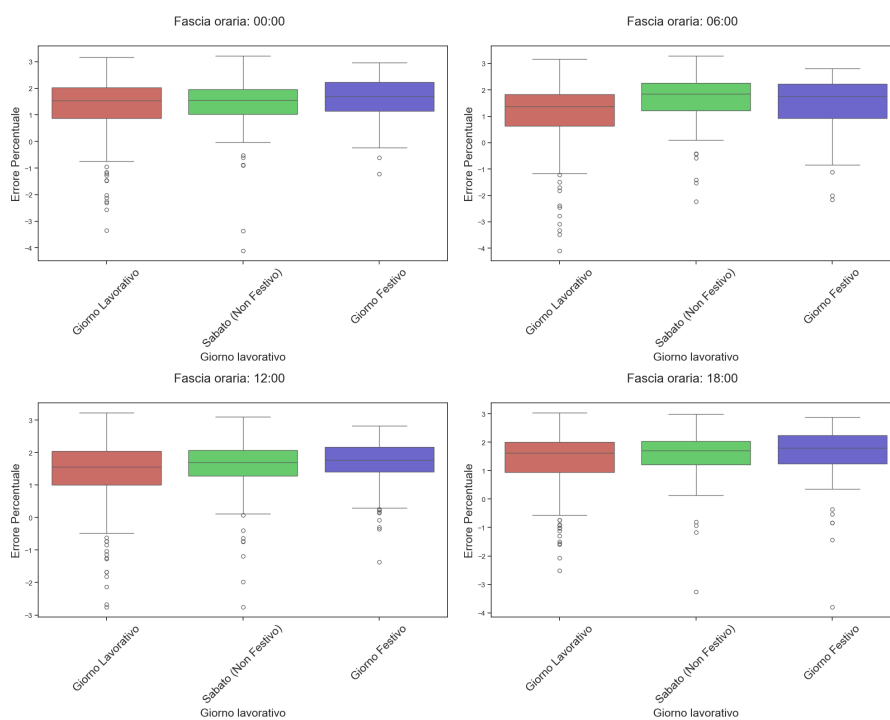 Fascia oraria: 00:00
Errore Percentuale
3
2
1
0
−1
−2
−3
−4
Giorno Lavorativo
Sabato (Non Festivo)
Giorno Festivo
Giorno lavorativo
Fascia oraria: 06:00
Errore Percentuale
3
2
1
0
−1
−2
−3
−4
Giorno Lavorativo
Sabato (Non Festivo)
Giorno Festivo
Giorno lavorativo
Fascia oraria: 12:00
Errore Percentuale
3
2
1
0
−1
−2
−3
Giorno Lavorativo
Sabato (Non Festivo)
Giorno Festivo
Giorno lavorativo
Fascia oraria: 18:00
Errore Percentuale
3
2
1
0
−1
−2
−3
−4
Giorno Lavorativo
Sabato (Non Festivo)
Giorno Festivo
Giorno lavorativo